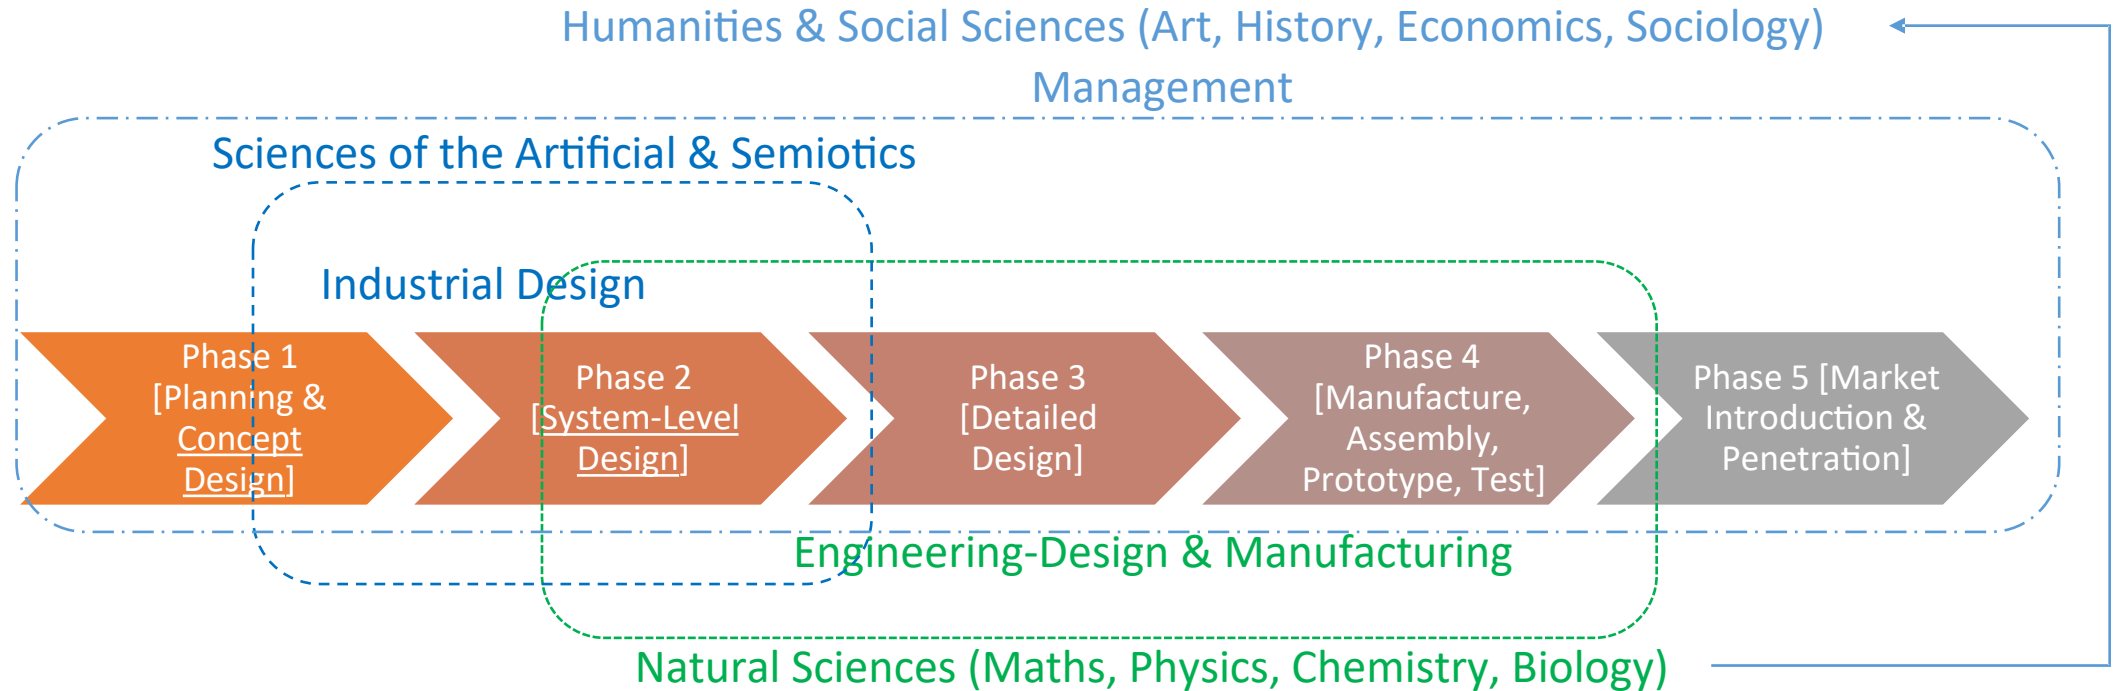 Humanities & Social Sciences (Art, History, Economics, Sociology)
Management
Sciences of the Artificial & Semiotics
Industrial Design
Phase 1
[Planning &
Concept
Design]
Phase 2
[System-Level
Design]
Phase 3
[Detailed
Design]
Phase 4
[Manufacture,
Assembly,
Prototype, Test]
Phase 5 [Market
Introduction &
Penetration]
Engineering-Design & Manufacturing
Natural Sciences (Maths, Physics, Chemistry, Biology)